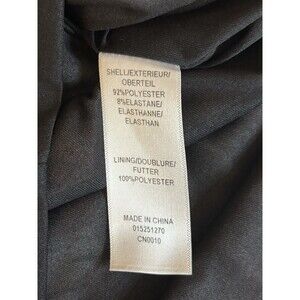 SHELL/EXTERIEUR/
OBERTEIL
92%POLYESTER
8%ELASTANE/
ELASTHANNE/
ELASTHAN
LINING/DOUBLURE/
FUTTER
100%POLYESTER
MADE IN CHINA
015251270
CN0010